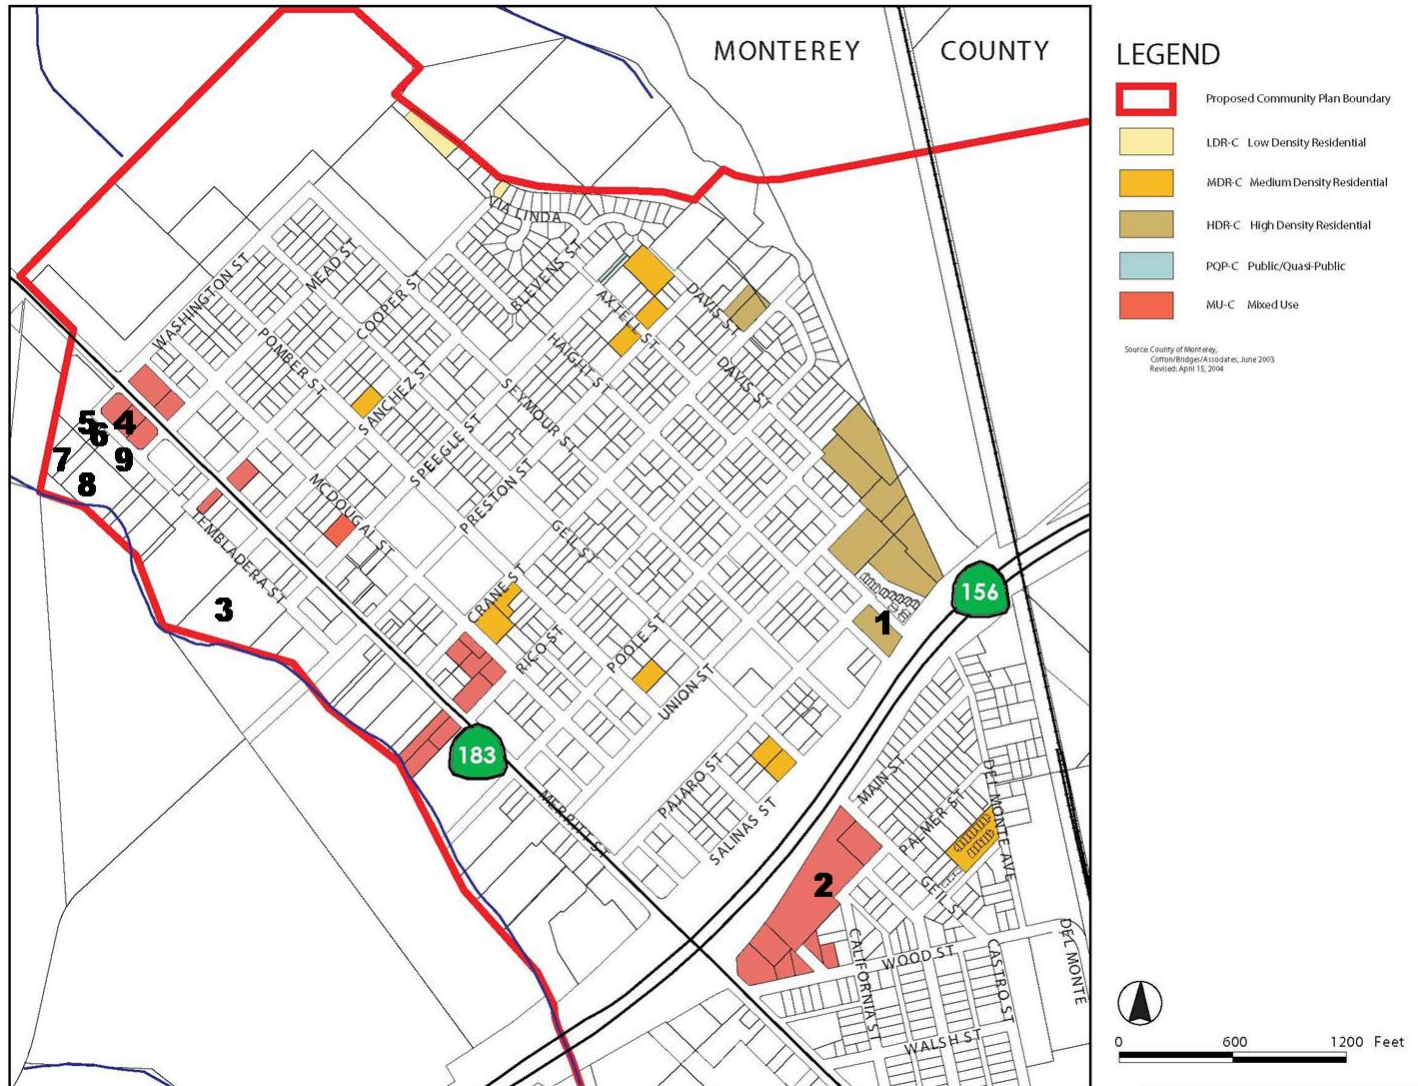 MONTEREY COUNTY
LEGEND
Proposed Community Plan Boundary
LDR-C Low Density Residential
MDR-C Medium Density Residential
HDR-C High Density Residential
PQP-C Public/Quasi-Public
MU-C Mixed Use
Source: County of Monterey,
Cotton/Bridges/Associates, June 2003
Revised: April 15, 2004
VIA LINDA
WASHINGTON ST
MEAD ST
COOPER ST
BLEVENS ST
AXTELL ST
DAVIS ST
POMBER ST
HAIGHT ST
DAVIS ST
SANCHEZ S
SEYMOUR ST
SPEEGLE ST
5
4
6
7
9
8
MCDOUGAL ST
PRESTON ST
TEMBLADERA ST
GEIL ST
3
CRANE ST
RICO ST
POOLE ST
UNION ST
1
156
183
MERRITT ST
PAJARO ST
SALINAS ST
MAIN ST
PALMER ST
DEL MONTE AVE
2
GEIL ST
CALIFORNIA ST
WOOD ST
CASTRO ST
DEL MONTE
WALSH ST
0 600 1200 Feet